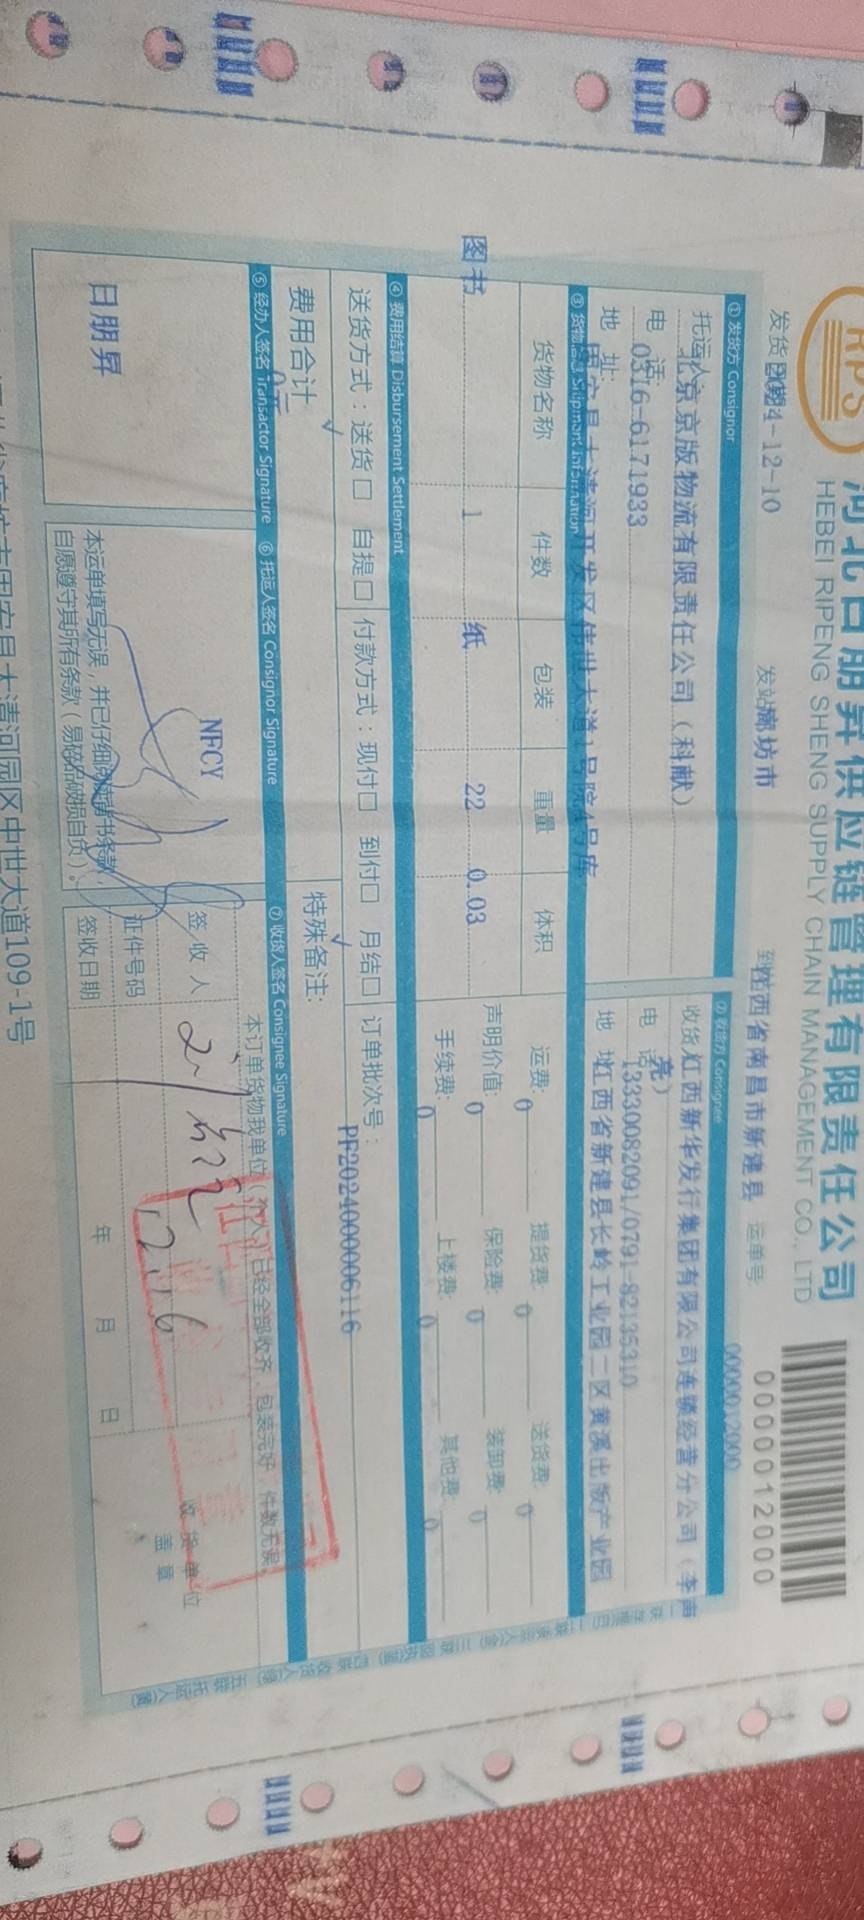 RPS
河北日朋昇供应链管理有限责任公司
HEBEI RIPENG SHENG SUPPLY CHAIN MANAGEMENT CO., LTD
0000012000
发货日期 2024-12-10 发站 廊坊市 到站 江西省南昌市新建县 运单号: 0000012000
① 发货方 Consignor
托运人 北京京版物流有限责任公司（科献）
电 话: 0316-6171933
地 址: 固安县大清河开发区伟世大道1号院4号库
② 收货方 Consignee
收货人 江西新华发行集团有限公司连锁经营分公司（李声亮）
电 话 13330082091/0791-82135310
地 址 江西省新建县长岭工业园二区黄溪出版产业园
③ 货物信息 Shipment Information
货物名称 件数 包装 重量 体积
图书 1 纸 22 0.03
运费: 0 提货费: 0 送货费: 0
声明价值: 0 保险费: 0 装卸费: 0
手续费: 0 上楼费: 0 其他费: 0
④ 费用结算 Disbursement Settlement
送货方式：送货□ 自提□ 付款方式：现付□ 到付□ 月结□ 订单批次号： PF2024000006116
✓ ✓
费用合计
特殊备注:
⑤ 经办人签名 Transactor Signature ⑥ 托运人签名 Consignor Signature ⑦ 收货人签名 Consignee Signature
日朋昇
NFCY
本运单填写无误，并已仔细阅读背书条款，
自愿遵守其所有条款（易碎品破损自负）。
本订单货物我单位（个人）已经全部收齐，包装完好，件数无误。
签 收 人
证件号码 12.16
签收日期 年 月 日
收货单位
盖章
固安县大清河园区中世大道109-1号